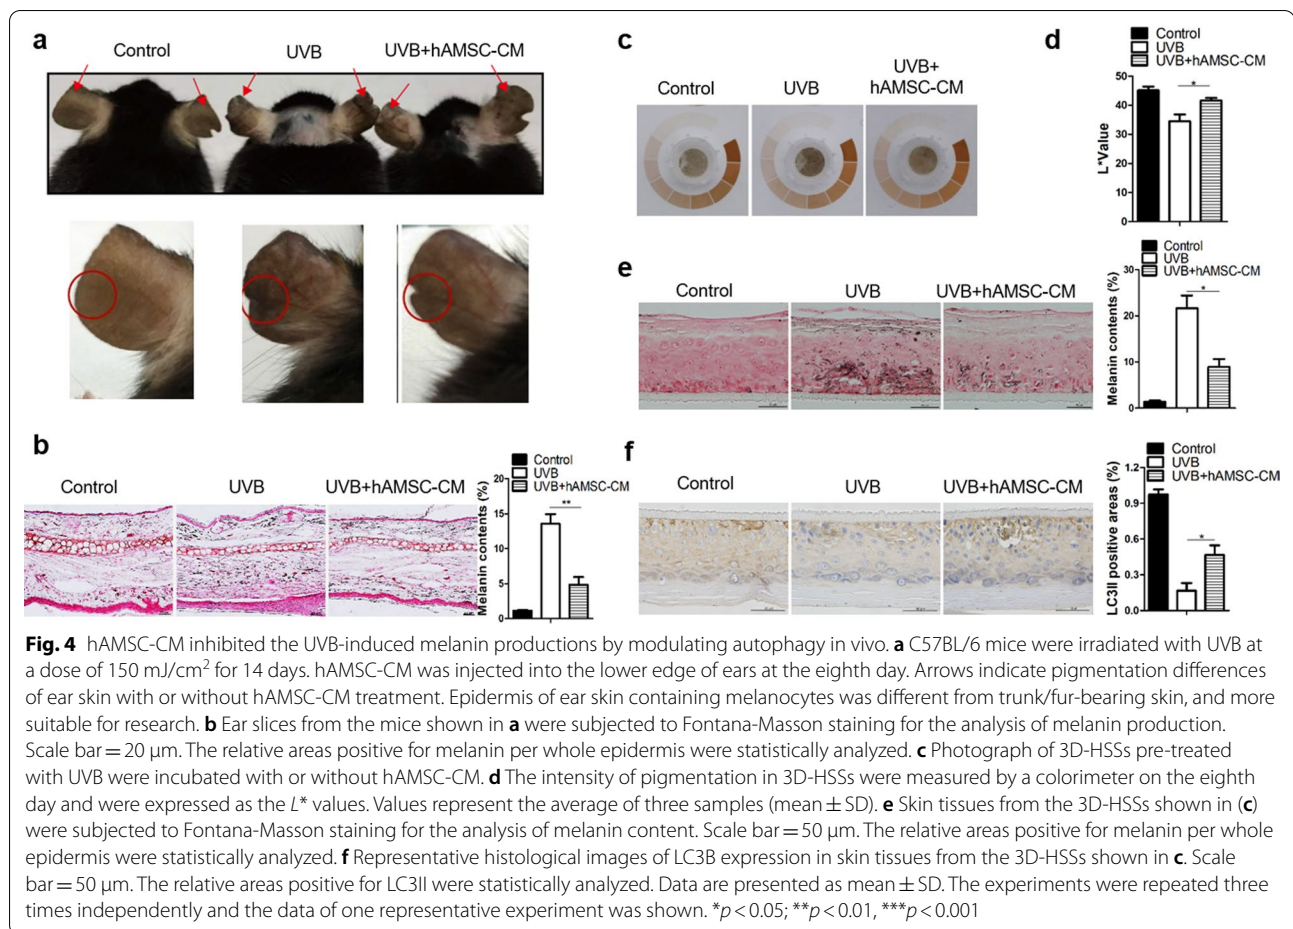 a
Control
UVB
UVB+hAMSC-CM
b
Control
UVB
UVB+hAMSC-CM
Control
UVB
UVB+hAMSC-CM
Melanin contents (%)
20
15
10
5
0
**
c
Control
UVB
UVB+
hAMSC-CM
d
Control
UVB
UVB+hAMSC-CM
L*Value
50
40
30
20
10
0
*
e
Control
UVB
UVB+hAMSC-CM
Control
UVB
UVB+hAMSC-CM
Melanin contents (%)
30
20
10
0
*
f
Control
UVB
UVB+hAMSC-CM
Control
UVB
UVB+hAMSC-CM
LC3II positive areas (%)
1.2
0.9
0.6
0.3
0.0
*
Fig. 4 hAMSC-CM inhibited the UVB-induced melanin productions by modulating autophagy in vivo. a C57BL/6 mice were irradiated with UVB at
a dose of 150 mJ/cm² for 14 days. hAMSC-CM was injected into the lower edge of ears at the eighth day. Arrows indicate pigmentation differences
of ear skin with or without hAMSC-CM treatment. Epidermis of ear skin containing melanocytes was different from trunk/fur-bearing skin, and more
suitable for research. b Ear slices from the mice shown in a were subjected to Fontana-Masson staining for the analysis of melanin production.
Scale bar = 20 μm. The relative areas positive for melanin per whole epidermis were statistically analyzed. c Photograph of 3D-HSSs pre-treated
with UVB were incubated with or without hAMSC-CM. d The intensity of pigmentation in 3D-HSSs were measured by a colorimeter on the eighth
day and were expressed as the L* values. Values represent the average of three samples (mean ± SD). e Skin tissues from the 3D-HSSs shown in (c)
were subjected to Fontana-Masson staining for the analysis of melanin content. Scale bar = 50 μm. The relative areas positive for melanin per whole
epidermis were statistically analyzed. f Representative histological images of LC3B expression in skin tissues from the 3D-HSSs shown in c. Scale
bar = 50 μm. The relative areas positive for LC3II were statistically analyzed. Data are presented as mean ± SD. The experiments were repeated three
times independently and the data of one representative experiment was shown. *p < 0.05; **p < 0.01, ***p < 0.001